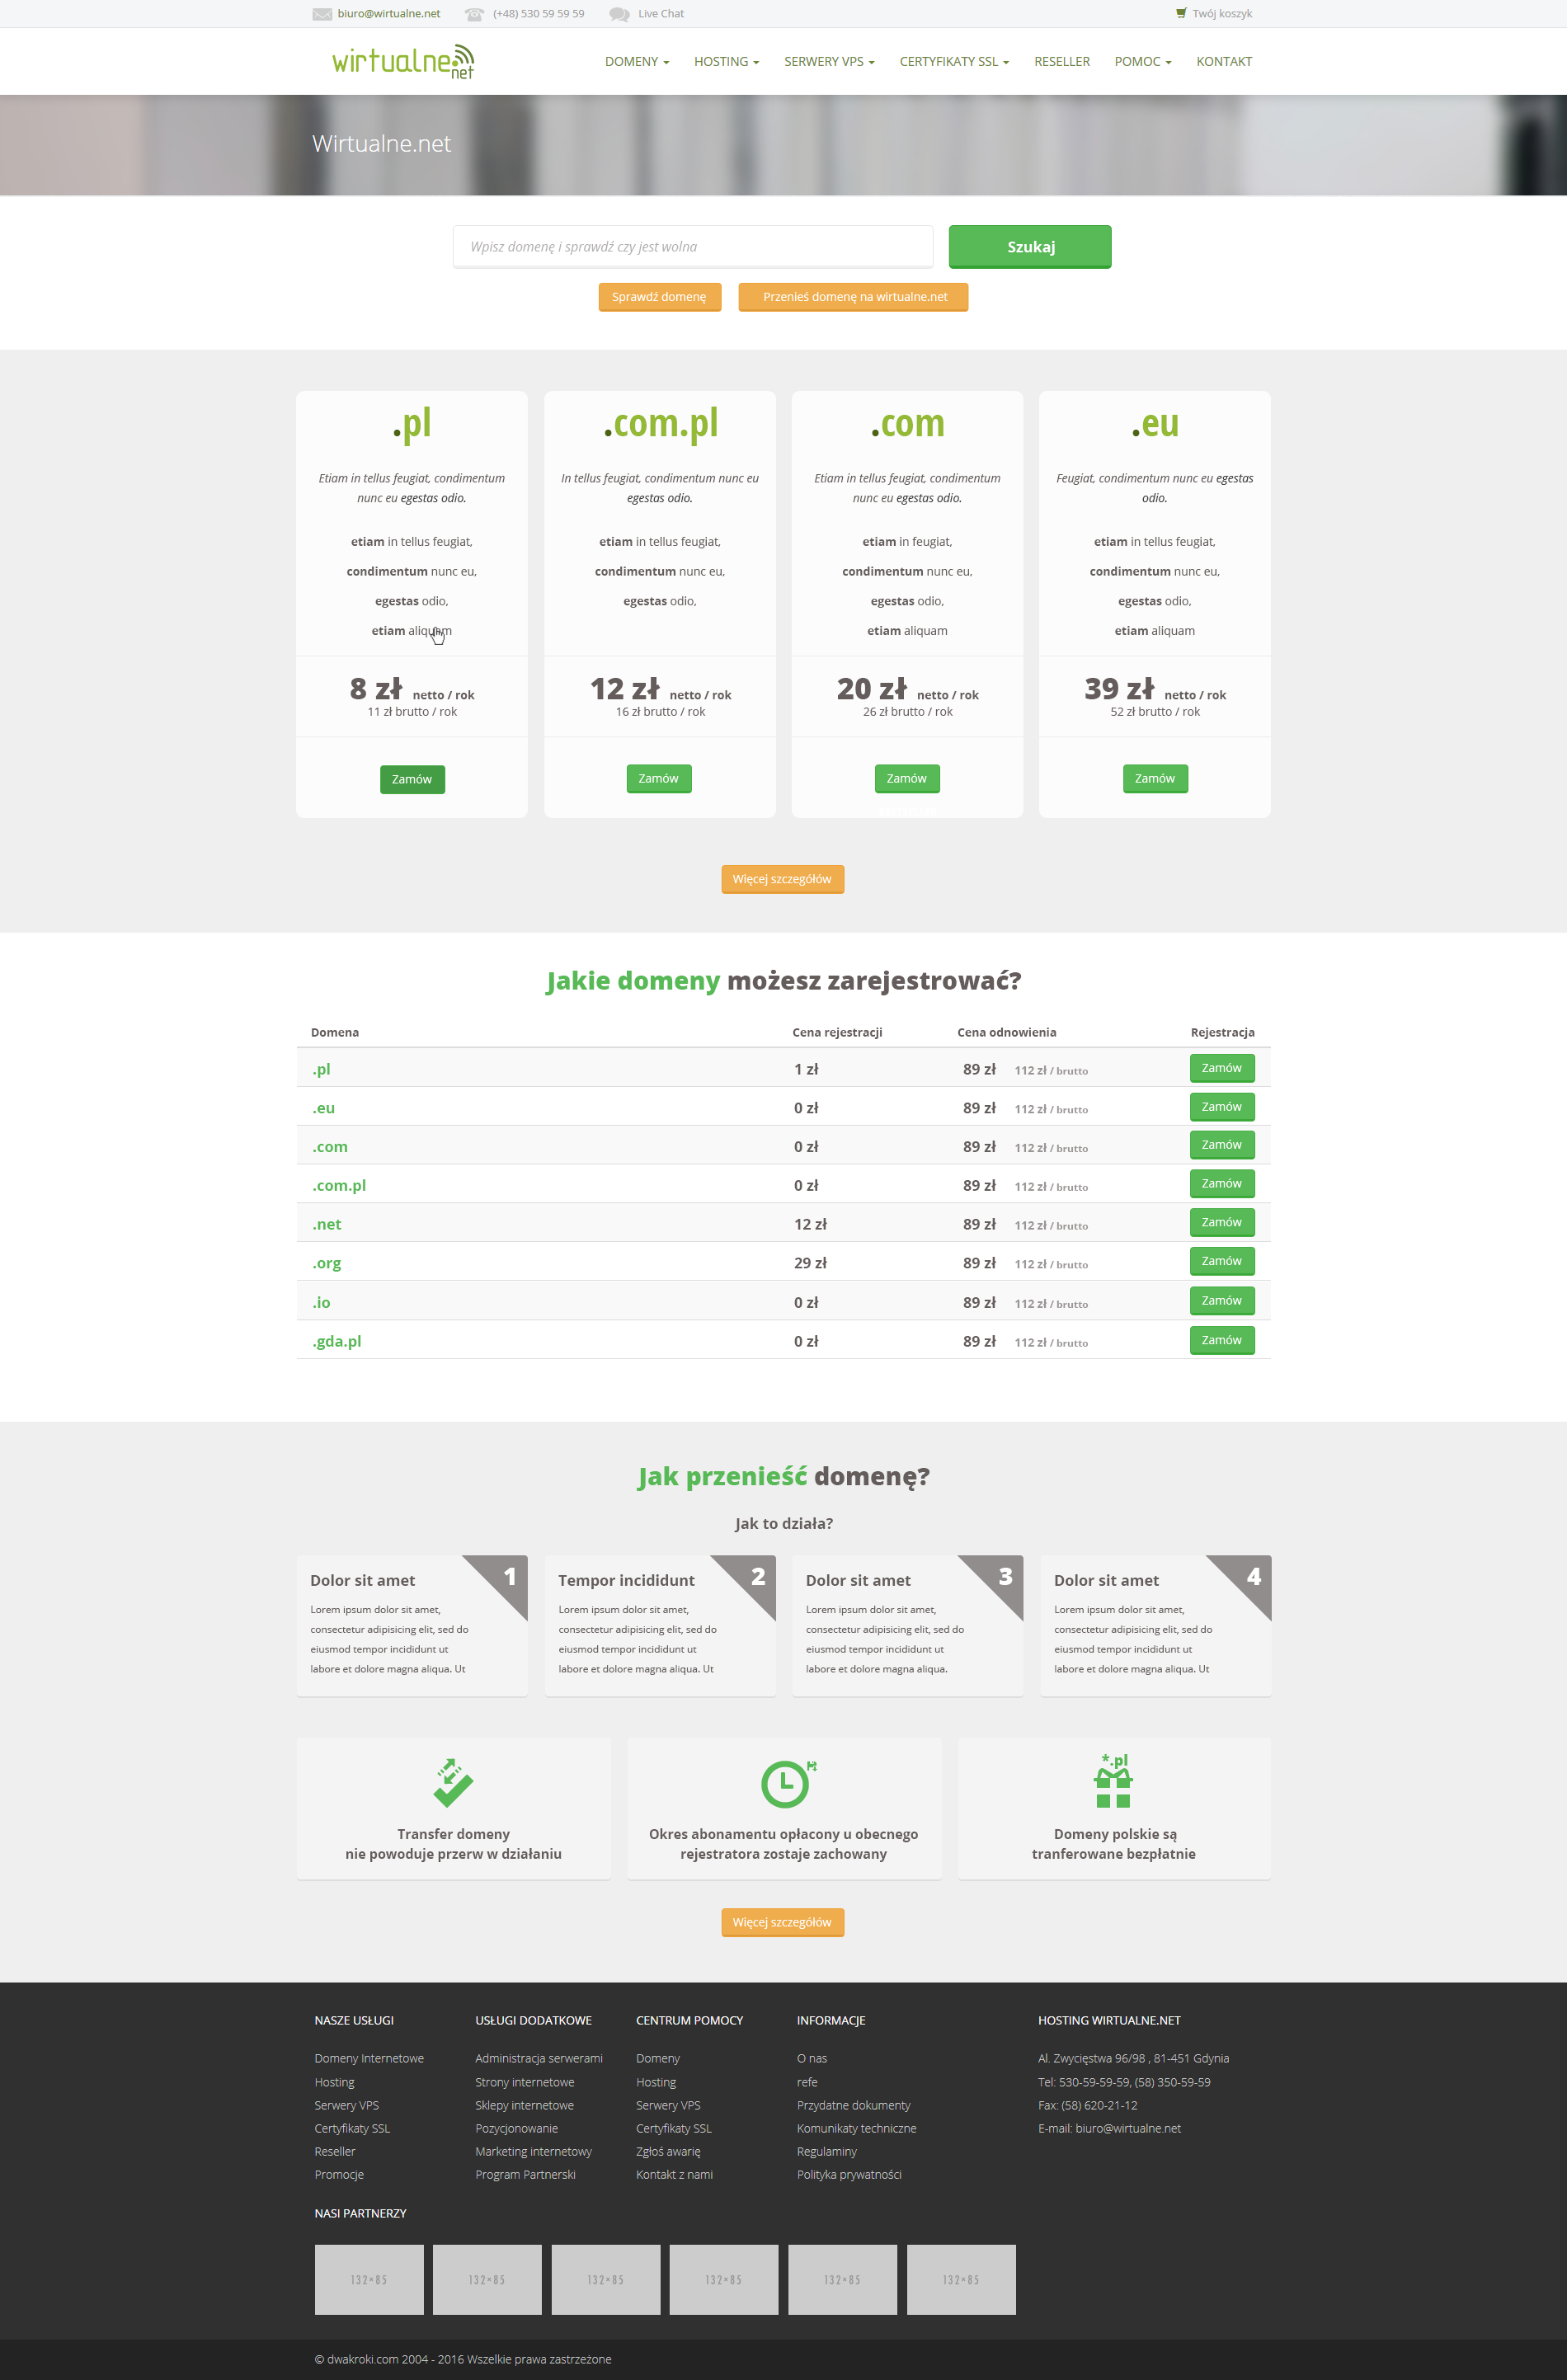 biuro@wirtualne.net (+48) 530 59 59 59 Live Chat Twój koszyk
wirtualne.net DOMENY HOSTING SERWERY VPS CERTYFIKATY SSL RESELLER POMOC KONTAKT
Wirtualne.net
Wpisz domenę i sprawdź czy jest wolna Szukaj
Sprawdź domenę Przenieś domenę na wirtualne.net
.pl
Etiam in tellus feugiat, condimentum
nunc eu egestas odio.
etiam in tellus feugiat,
condimentum nunc eu,
egestas odio,
etiam aliquam
8 zł netto / rok
11 zł brutto / rok
Zamów
.com.pl
In tellus feugiat, condimentum nunc eu
egestas odio.
etiam in tellus feugiat,
condimentum nunc eu,
egestas odio,
12 zł netto / rok
16 zł brutto / rok
Zamów
.com
Etiam in tellus feugiat, condimentum
nunc eu egestas odio.
etiam in feugiat,
condimentum nunc eu,
egestas odio,
etiam aliquam
20 zł netto / rok
26 zł brutto / rok
Zamów
.eu
Feugiat, condimentum nunc eu egestas
odio.
etiam in tellus feugiat,
condimentum nunc eu,
egestas odio,
etiam aliquam
39 zł netto / rok
52 zł brutto / rok
Zamów
Więcej szczegółów
Jakie domeny możesz zarejestrować?
Domena Cena rejestracji Cena odnowienia Rejestracja
.pl 1 zł 89 zł 112 zł / brutto Zamów
.eu 0 zł 89 zł 112 zł / brutto Zamów
.com 0 zł 89 zł 112 zł / brutto Zamów
.com.pl 0 zł 89 zł 112 zł / brutto Zamów
.net 12 zł 89 zł 112 zł / brutto Zamów
.org 29 zł 89 zł 112 zł / brutto Zamów
.io 0 zł 89 zł 112 zł / brutto Zamów
.gda.pl 0 zł 89 zł 112 zł / brutto Zamów
Jak przenieść domenę?
Jak to działa?
1
Dolor sit amet
Lorem ipsum dolor sit amet,
consectetur adipisicing elit, sed do
eiusmod tempor incididunt ut
labore et dolore magna aliqua. Ut
2
Tempor incididunt
Lorem ipsum dolor sit amet,
consectetur adipisicing elit, sed do
eiusmod tempor incididunt ut
labore et dolore magna aliqua. Ut
3
Dolor sit amet
Lorem ipsum dolor sit amet,
consectetur adipisicing elit, sed do
eiusmod tempor incididunt ut
labore et dolore magna aliqua.
4
Dolor sit amet
Lorem ipsum dolor sit amet,
consectetur adipisicing elit, sed do
eiusmod tempor incididunt ut
labore et dolore magna aliqua. Ut
Transfer domeny
nie powoduje przerw w działaniu
Okres abonamentu opłacony u obecnego
rejestratora zostaje zachowany
*.pl
Domeny polskie są
tranferowane bezpłatnie
Więcej szczegółów
NASZE USŁUGI
Domeny Internetowe
Hosting
Serwery VPS
Certyfikaty SSL
Reseller
Promocje
USŁUGI DODATKOWE
Administracja serwerami
Strony internetowe
Sklepy internetowe
Pozycjonowanie
Marketing internetowy
Program Partnerski
CENTRUM POMOCY
Domeny
Hosting
Serwery VPS
Certyfikaty SSL
Zgłoś awarię
Kontakt z nami
INFORMACJE
O nas
refe
Przydatne dokumenty
Komunikaty techniczne
Regulaminy
Polityka prywatności
HOSTING WIRTUALNE.NET
Al. Zwycięstwa 96/98 , 81-451 Gdynia
Tel: 530-59-59-59, (58) 350-59-59
Fax: (58) 620-21-12
E-mail: biuro@wirtualne.net
NASI PARTNERZY
132×85 132×85 132×85 132×85 132×85 132×85
© dwakroki.com 2004 - 2016 Wszelkie prawa zastrzeżone